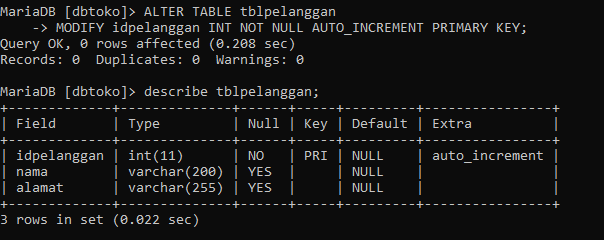 MariaDB [dbtoko]> ALTER TABLE tblpelanggan
    -> MODIFY idpelanggan INT NOT NULL AUTO_INCREMENT PRIMARY KEY;
Query OK, 0 rows affected (0.208 sec)
Records: 0  Duplicates: 0  Warnings: 0

MariaDB [dbtoko]> describe tblpelanggan;
+-------------+--------------+------+-----+---------+----------------+
| Field       | Type         | Null | Key | Default | Extra          |
+-------------+--------------+------+-----+---------+----------------+
| idpelanggan | int(11)      | NO   | PRI | NULL    | auto_increment |
| nama        | varchar(200) | YES  |     | NULL    |                |
| alamat      | varchar(255) | YES  |     | NULL    |                |
+-------------+--------------+------+-----+---------+----------------+
3 rows in set (0.022 sec)